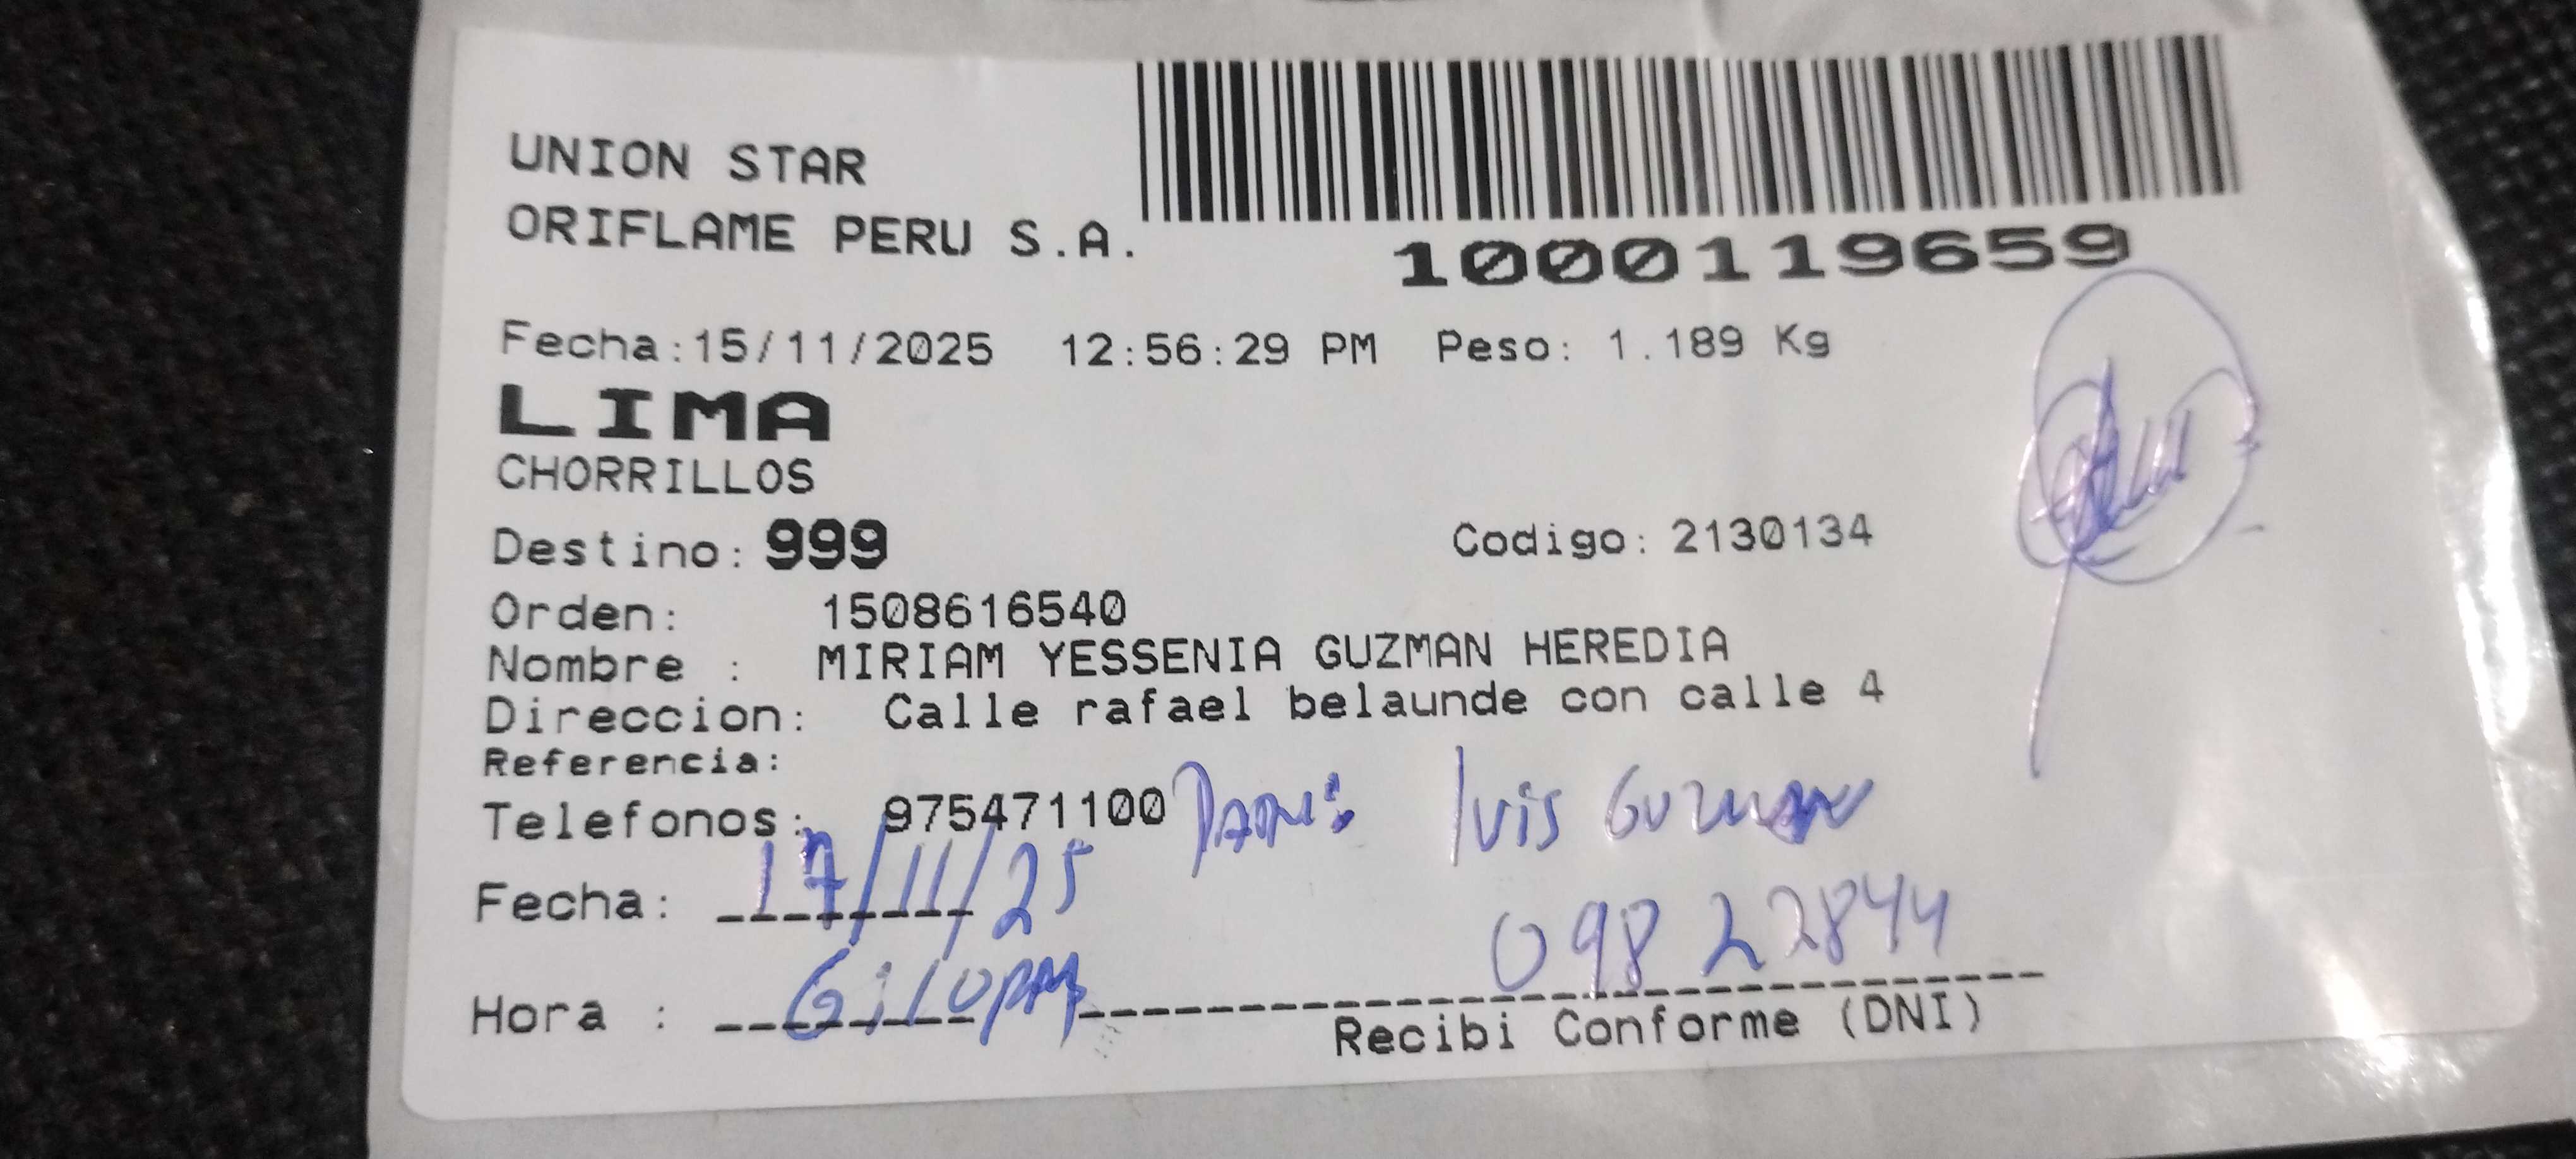 UNION STAR
ORIFLAME PERU S.A.
1000119659
Fecha:15/11/2025 12:56:29 PM Peso: 1.189 Kg
LIMA
CHORRILLOS
Destino: 999 Codigo: 2130134
Orden: 1508616540
Nombre : MIRIAM YESSENIA GUZMAN HEREDIA
Direccion: Calle rafael belaunde con calle 4
Referencia:
Telefonos: 975471100 luis Guzman
Fecha: 17/11/25 09822844
Hora : 6:10pm
Recibi Conforme (DNI)